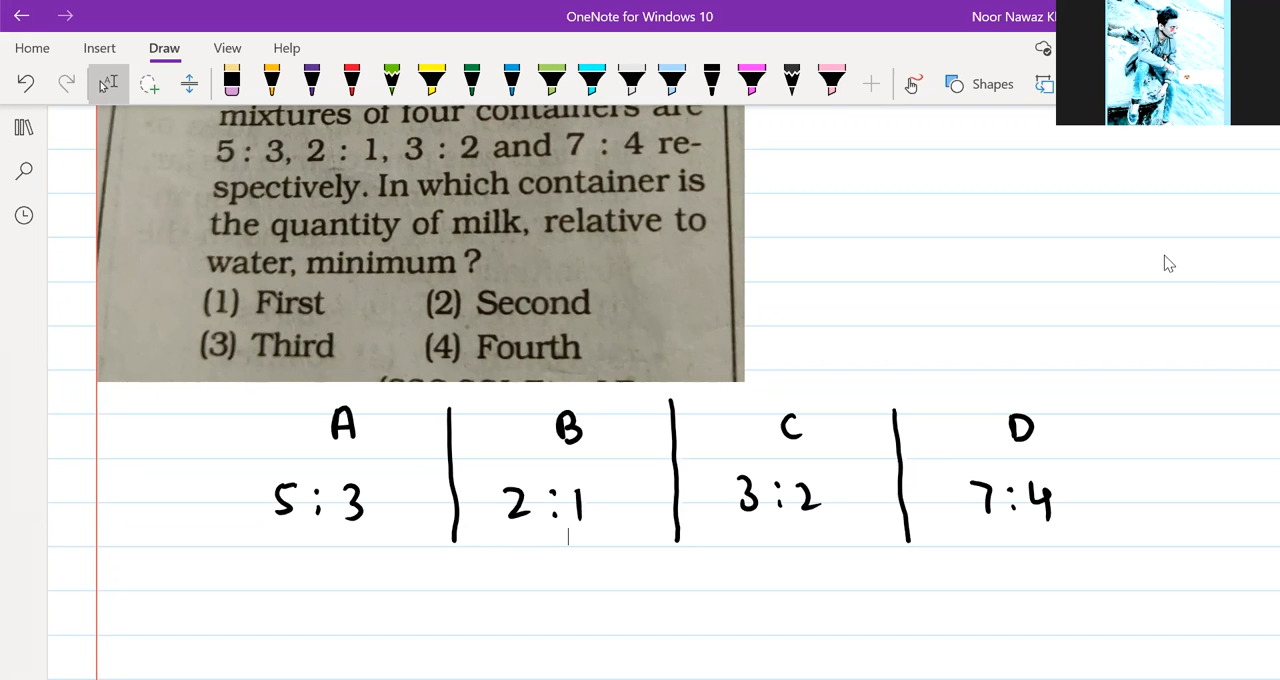 OneNote for Windows 10
Noor Nawaz K
Home Insert Draw View Help
Shapes
mixtures of four containers are
5 : 3, 2 : 1, 3 : 2 and 7 : 4 re-
spectively. In which container is
the quantity of milk, relative to
water, minimum ?
(1) First (2) Second
(3) Third (4) Fourth
A B C D
5 : 3 2 : 1 3 : 2 7 : 4